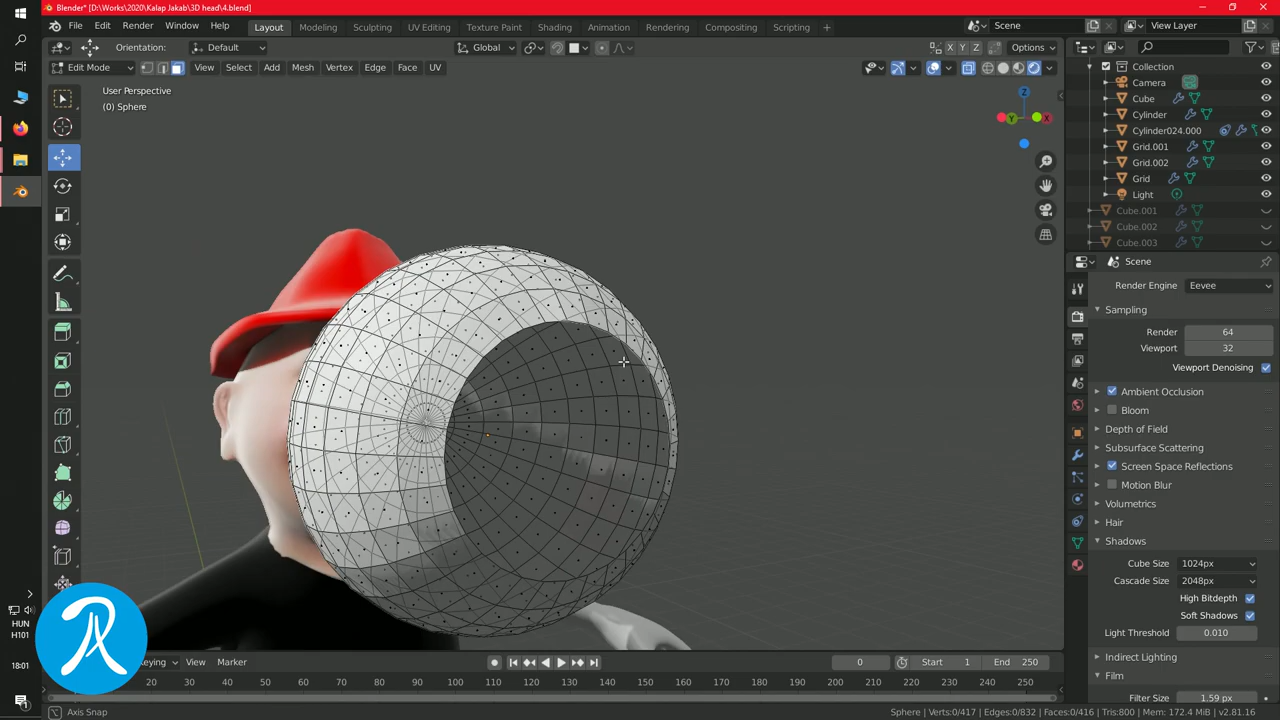 Blender* [D:\Works\2020\Kalap Jakab\3D head\4.blend]
File Edit Render Window Help Layout Modeling Sculpting UV Editing Texture Paint Shading Animation Rendering Compositing Scripting + Scene View Layer
Orientation: Default Global X Y Z Options
Edit Mode View Select Add Mesh Vertex Edge Face UV
User Perspective
(0) Sphere
Z
Y
X
Collection
Camera
Cube
Cylinder
Cylinder024.000
Grid.001
Grid.002
Grid
Light
Cube.001
Cube.002
Cube.003
Scene
Render Engine Eevee
Sampling
Render 64
Viewport 32
Viewport Denoising
Ambient Occlusion
Bloom
Depth of Field
Subsurface Scattering
Screen Space Reflections
Motion Blur
Volumetrics
Hair
Shadows
Cube Size 1024px
Cascade Size 2048px
High Bitdepth
Soft Shadows
Light Threshold 0.010
Indirect Lighting
Film
Filter Size 1.59 px
HUN
H101
18:01
Keying View Marker 0 Start 1 End 250
20 30 40 50 60 70 80 90 100 110 120 130 140 150 160 170 180 190 200 210 220 230 240 250
Axis Snap
Sphere | Verts:0/417 | Edges:0/832 | Faces:0/416 | Tris:800 | Mem: 172.4 MiB | v2.81.16